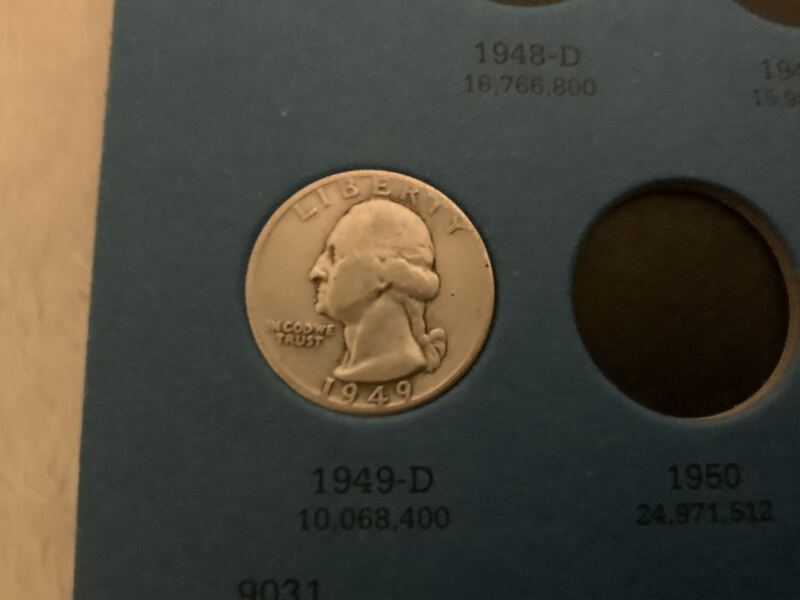 1948-D
16,766,800
LIBERTY
IN GOD WE
TRUST
1949
1949-D
10,068,400
1950
24,971,512
9031